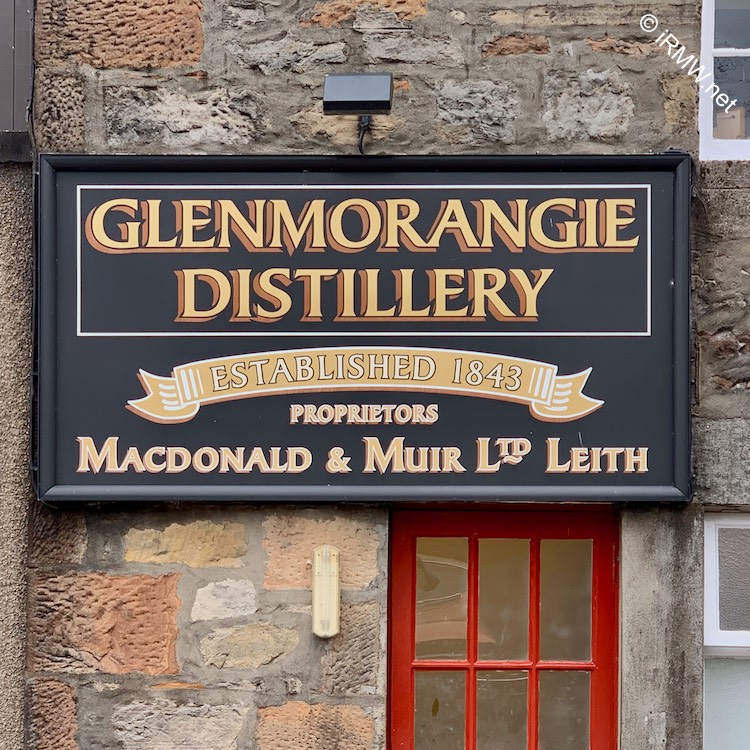 © iRMW.net
GLENMORANGIE
DISTILLERY
ESTABLISHED 1843
PROPRIETORS
MACDONALD & MUIR LTD LEITH